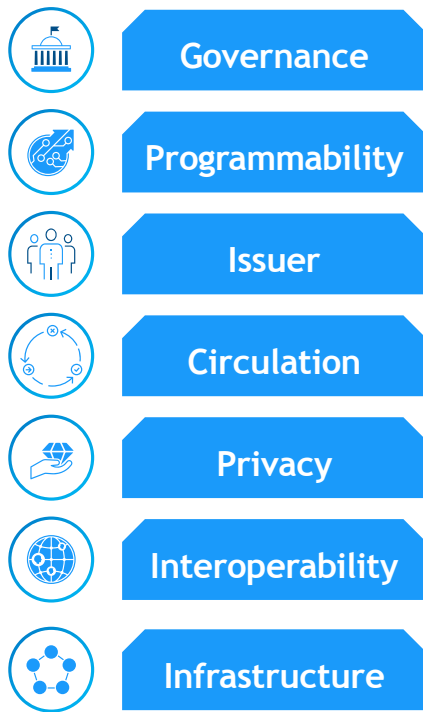 Governance
Programmability
Issuer
Circulation
Privacy
Interoperability
Infrastructure